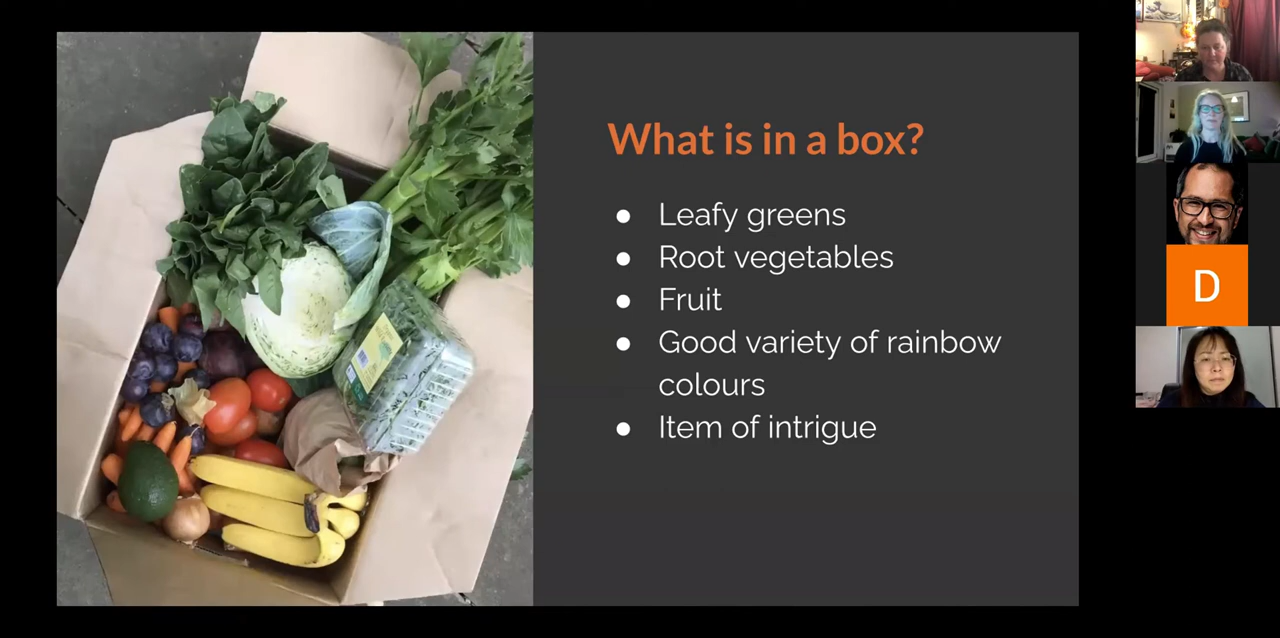 What is in a box?
● Leafy greens
● Root vegetables
● Fruit
● Good variety of rainbow
colours
● Item of intrigue
D